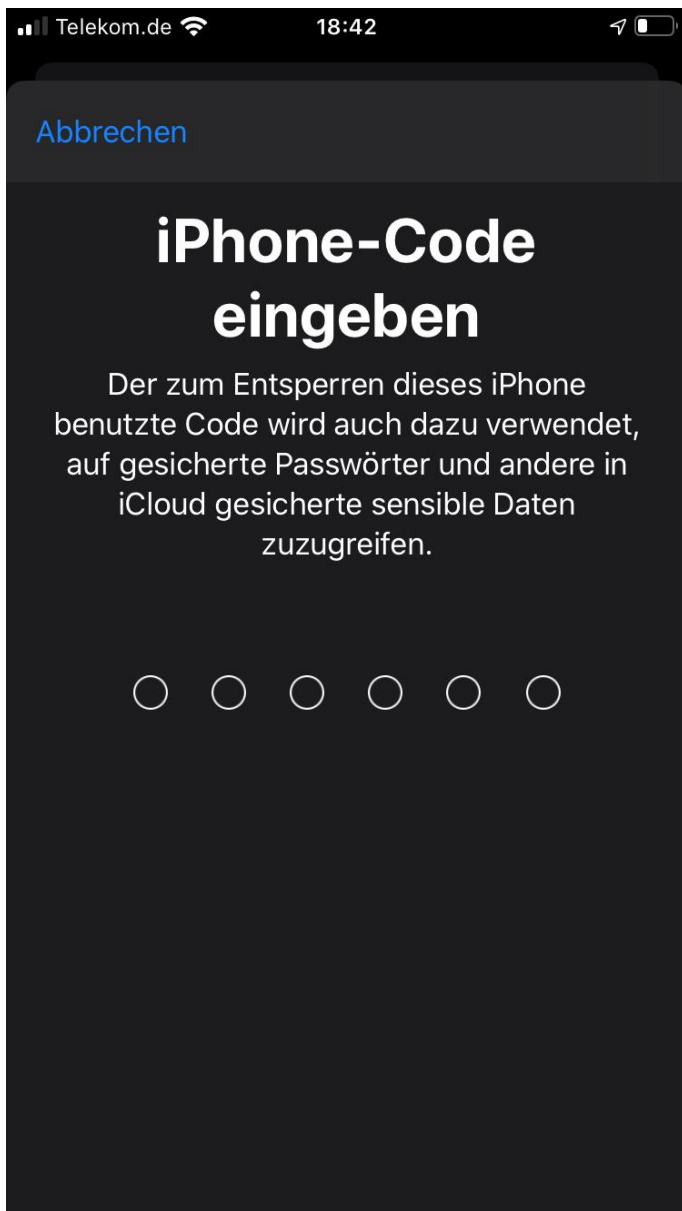 Telekom.de 18:42
Abbrechen
iPhone-Code
eingeben
Der zum Entsperren dieses iPhone
benutzte Code wird auch dazu verwendet,
auf gesicherte Passwörter und andere in
iCloud gesicherte sensible Daten
zuzugreifen.